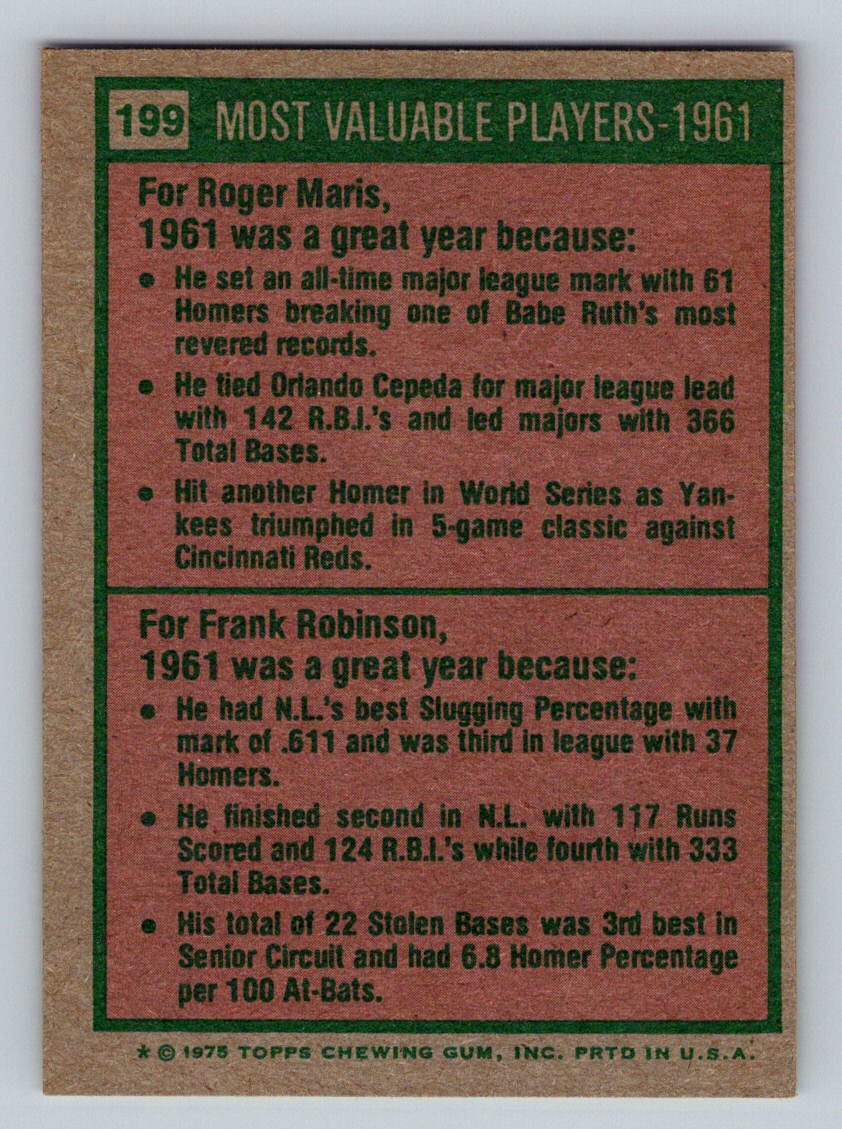 199 MOST VALUABLE PLAYERS-1961
For Roger Maris,
1961 was a great year because:
● He set an all-time major league mark with 61
Homers breaking one of Babe Ruth's most
revered records.
● He tied Orlando Cepeda for major league lead
with 142 R.B.I.'s and led majors with 366
Total Bases.
● Hit another Homer in World Series as Yan-
kees triumphed in 5-game classic against
Cincinnati Reds.
For Frank Robinson,
1961 was a great year because:
● He had N.L.'s best Slugging Percentage with
mark of .611 and was third in league with 37
Homers.
● He finished second in N.L. with 117 Runs
Scored and 124 R.B.I.'s while fourth with 333
Total Bases.
● His total of 22 Stolen Bases was 3rd best in
Senior Circuit and had 6.8 Homer Percentage
per 100 At-Bats.
* © 1975 TOPPS CHEWING GUM, INC. PRTD IN U.S.A.